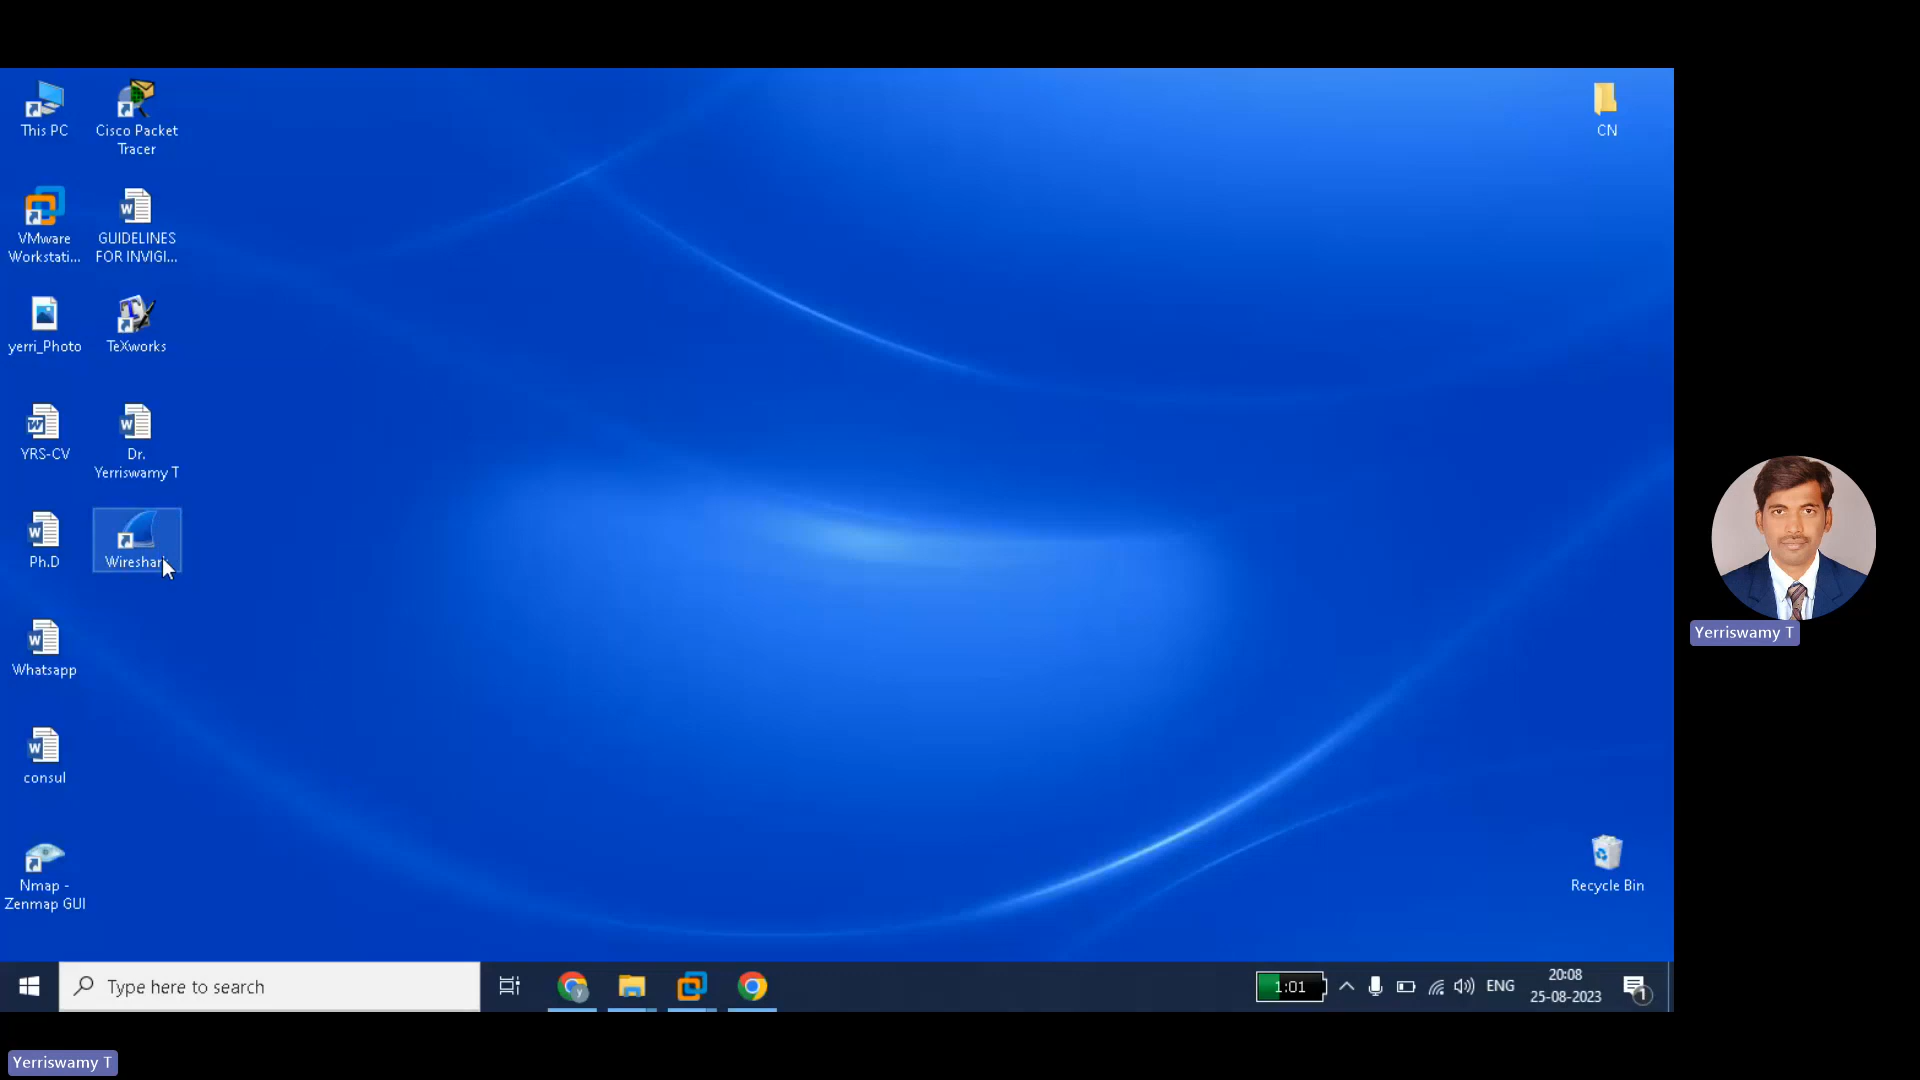 This PC
Cisco Packet
Tracer
CN
VMware
Workstati...
GUIDELINES
FOR INVIGI...
yerri_Photo
TeXworks
YRS-CV
Dr.
Yerriswamy T
Ph.D
Wireshark
Whatsapp
Yerriswamy T
consul
Nmap -
Zenmap GUI
Recycle Bin
Type here to search
1:01
ENG
20:08
25-08-2023
1
Yerriswamy T